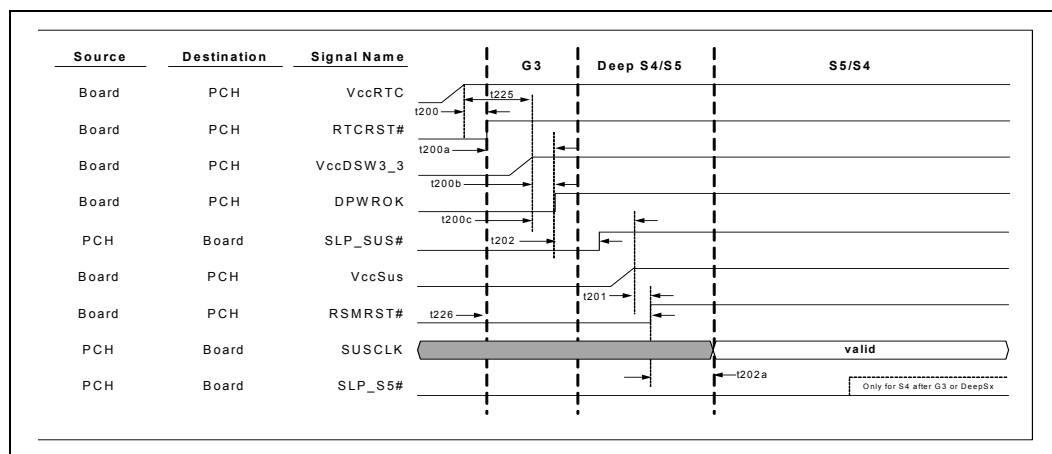 Source Destination Signal Name G3 Deep S4/S5 S5/S4
Board PCH VccRTC
t225
t200
Board PCH RTCRST#
t200a
Board PCH VccDSW3_3
t200b
Board PCH DPWROK
t200c
PCH Board SLP_SUS# t202
Board PCH VccSus
t201
Board PCH RSMRST# t226
PCH Board SUSCLK valid
t202a
PCH Board SLP_S5# Only for S4 after G3 or DeepSx